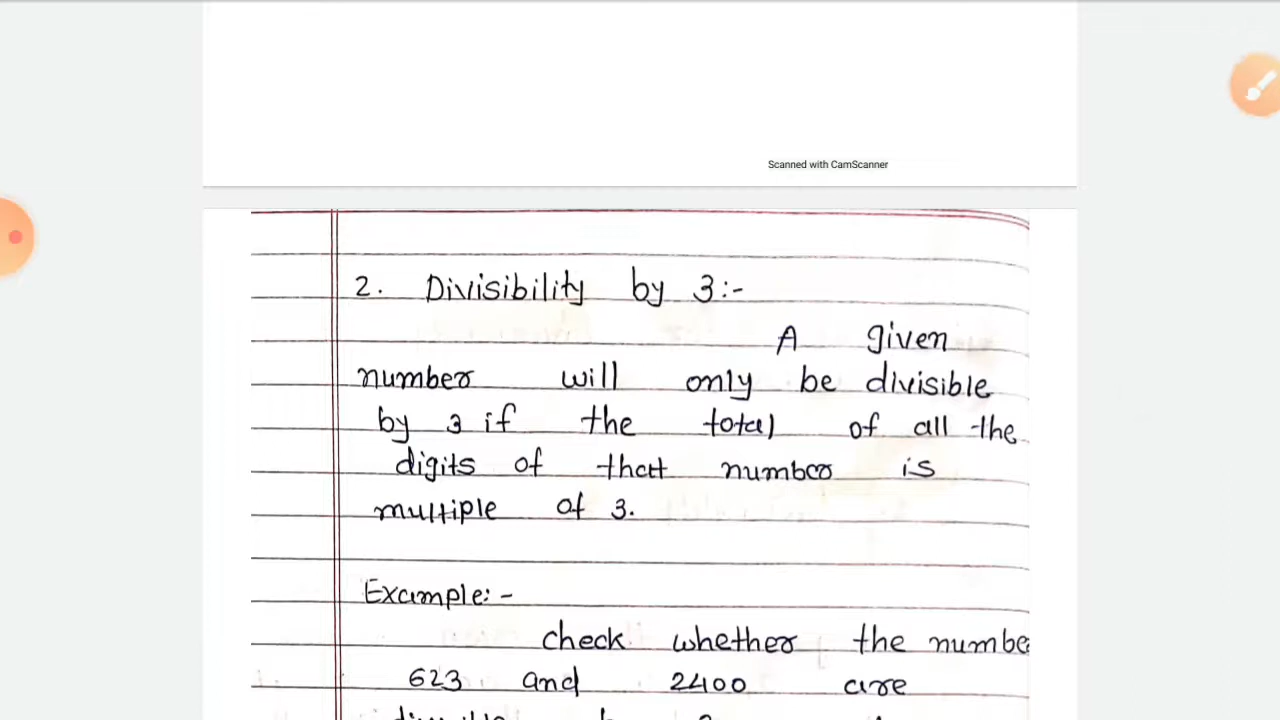 Scanned with CamScanner
2. Divisibility by 3:-
A given
number will only be divisible
by 3 if the total of all the
digits of that number is
multiple of 3.
Example:-
check whether the numbe
623 and 2400 are